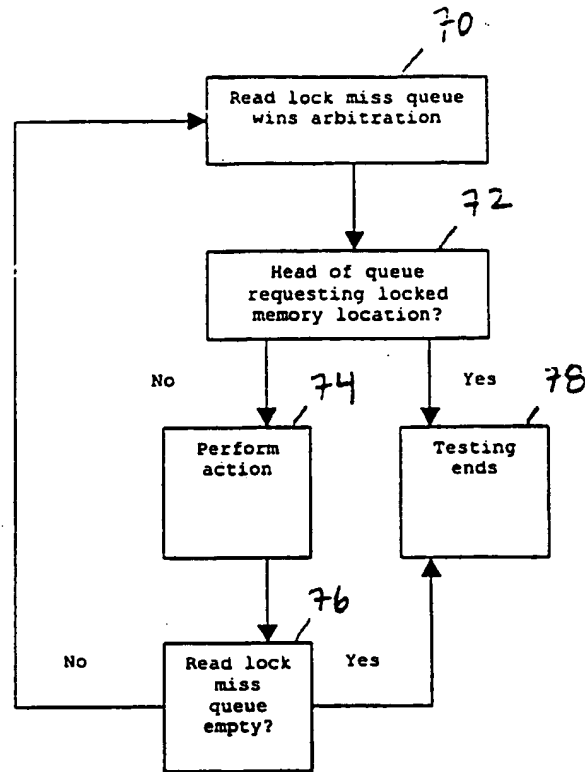 70
Read lock miss queue
wins arbitration
72
Head of queue
requesting locked
memory location?
No
74
Yes
78
Perform
action
Testing
ends
76
No
Read lock
miss
queue
empty?
Yes